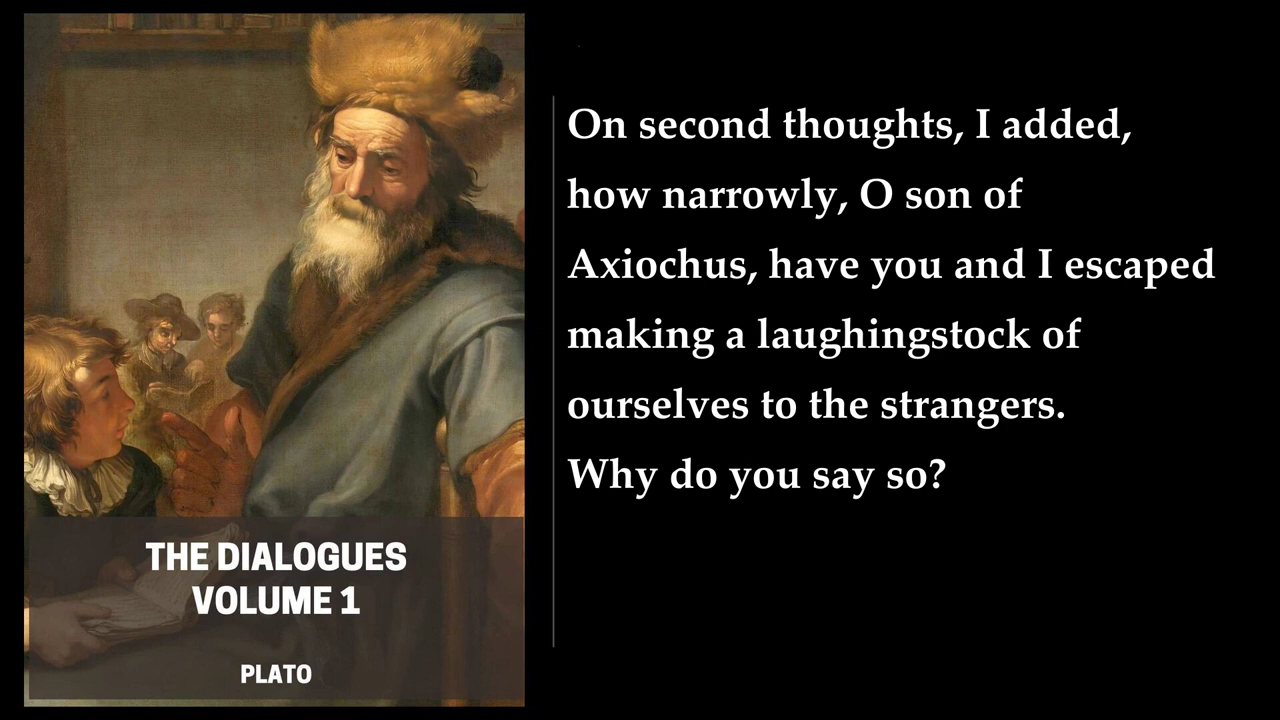 THE DIALOGUES
VOLUME 1
PLATO
On second thoughts, I added,
how narrowly, O son of
Axiochus, have you and I escaped
making a laughingstock of
ourselves to the strangers.
Why do you say so?